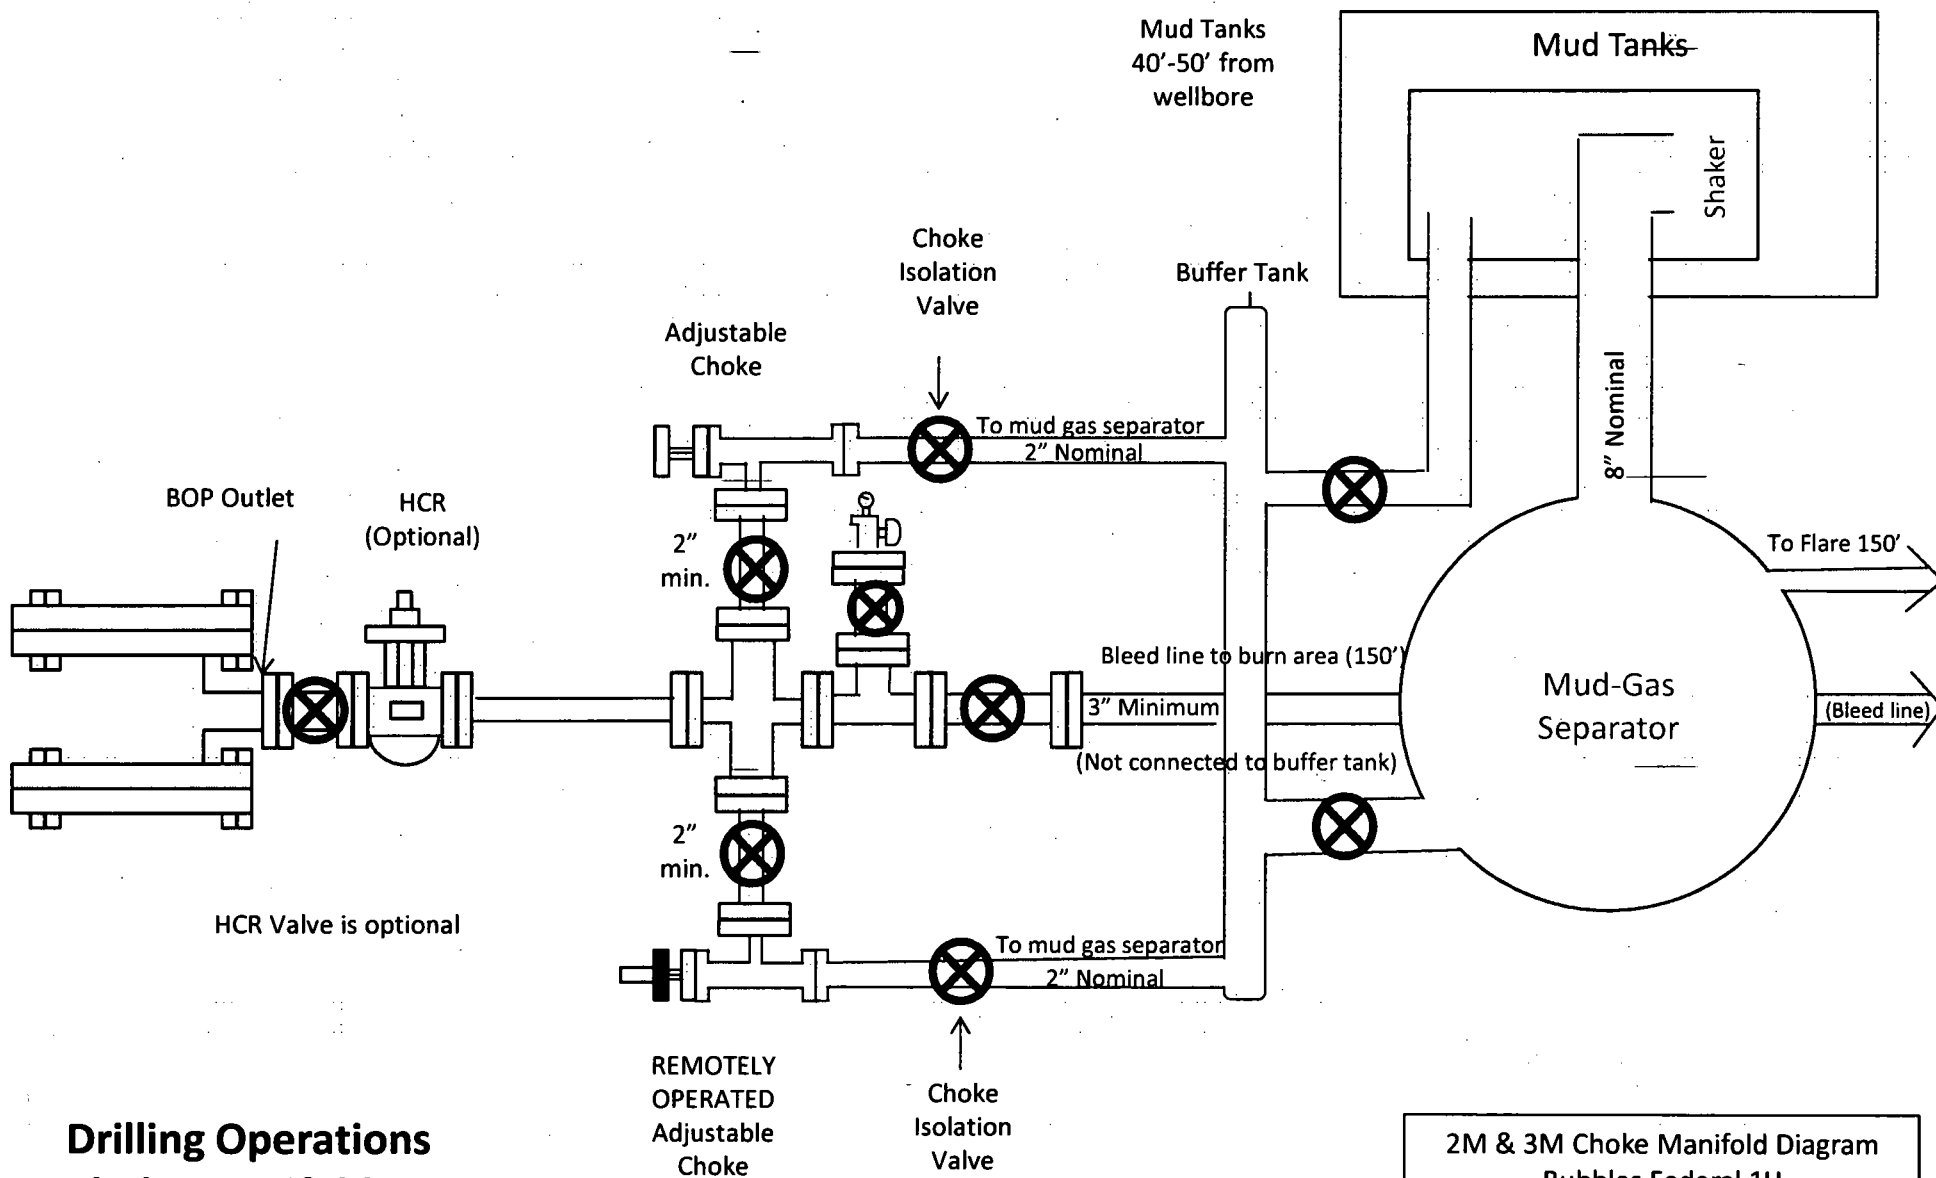 Mud Tanks
40’-50’ from
wellbore
Mud Tanks
Shaker
Choke
Isolation
Valve
Buffer Tank
Adjustable
Choke
8” Nominal
To mud gas separator
2” Nominal
BOP Outlet
HCR
(Optional)
2”
min.
To Flare 150’
Bleed line to burn area (150’)
3” Minimum
(Not connected to buffer tank)
Mud-Gas
Separator
(Bleed line)
2”
min.
HCR Valve is optional
To mud gas separator
2” Nominal
REMOTELY
OPERATED
Adjustable
Choke
Choke
Isolation
Valve
Drilling Operations
2M & 3M Choke Manifold Diagram
Bubbles Federal 1H